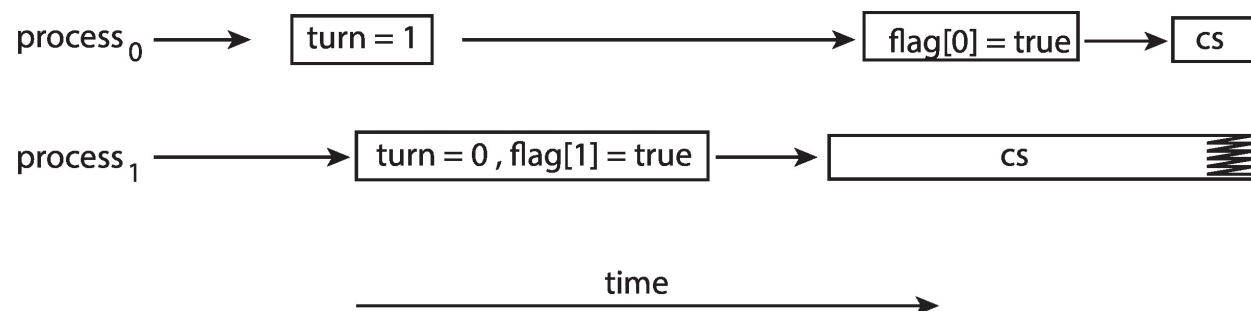 process0 turn = 1 flag[0] = true cs
process1 turn = 0 , flag[1] = true cs
time